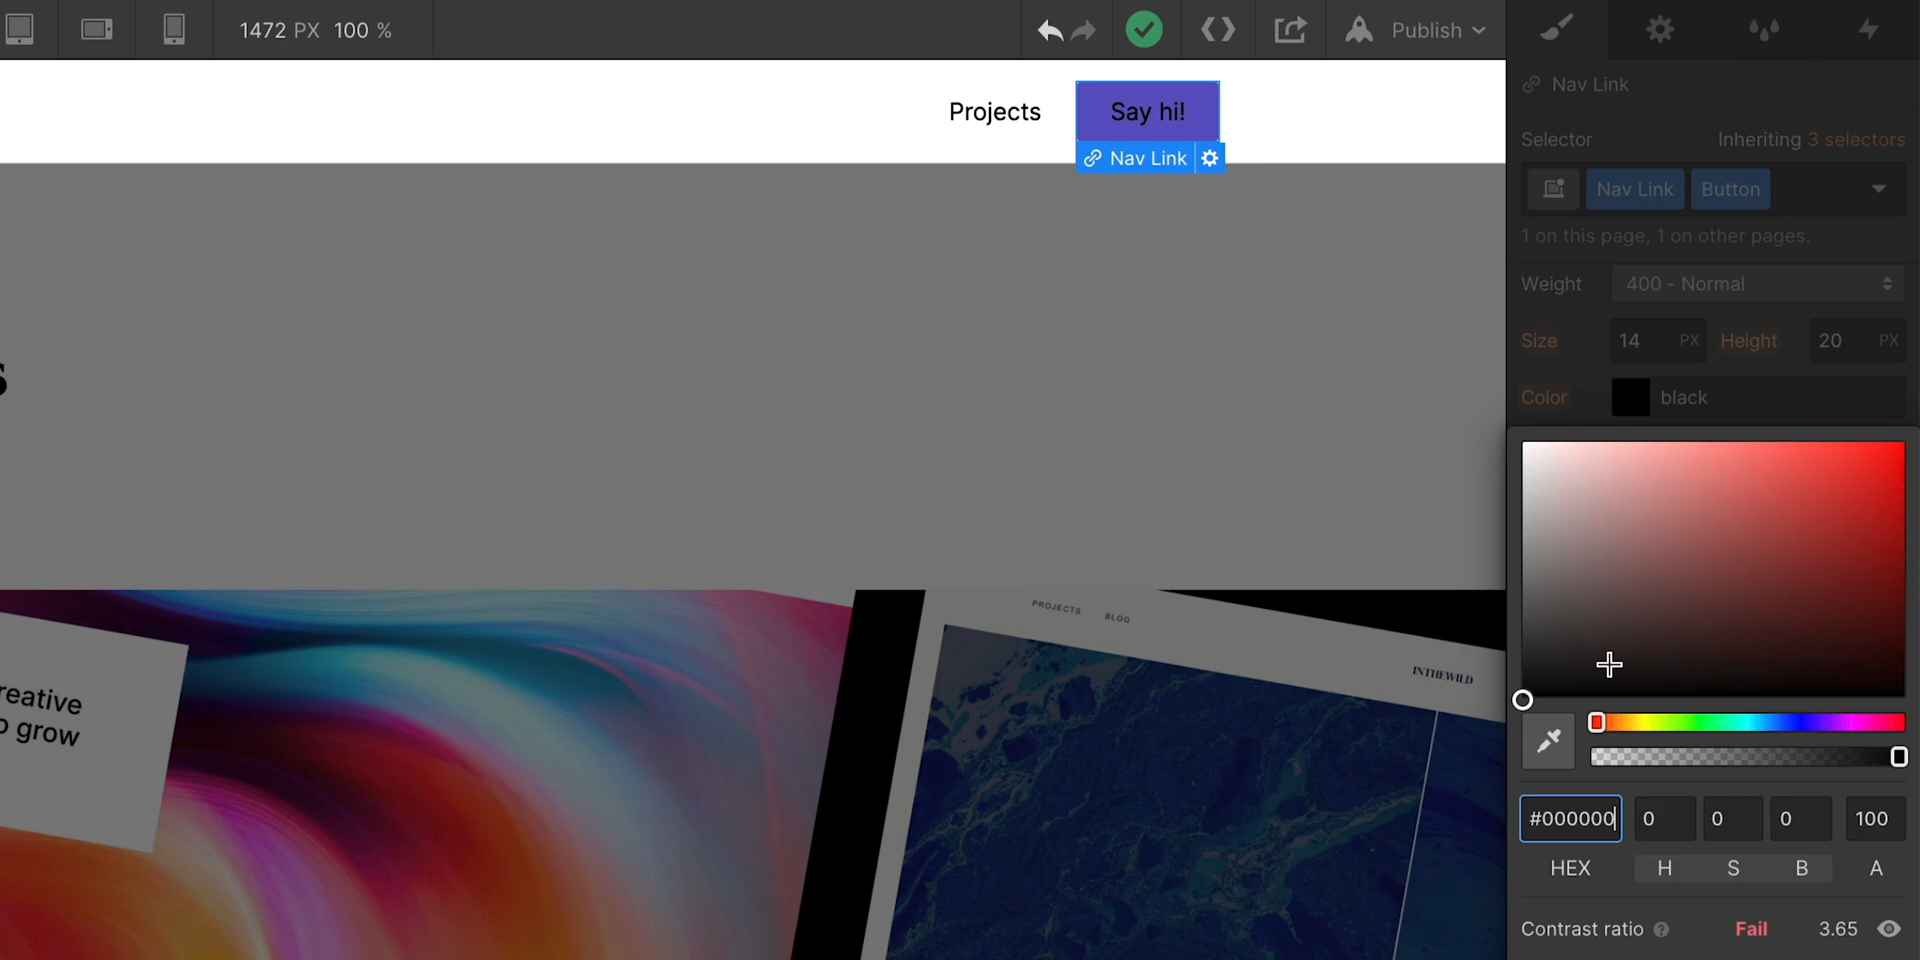 1472 PX 100 %
Publish
Projects
Say hi!
Nav Link
s
PROJECTS
BLOG
INTHEWILD
reative
o grow
Nav Link
Selector
Inheriting 3 selectors
Nav Link
Button
1 on this page, 1 on other pages.
Weight
400 - Normal
Size
14 PX
Height
20 PX
Color
black
#000000
0
0
0
100
HEX
H
S
B
A
Contrast ratio ?
Fail
3.65